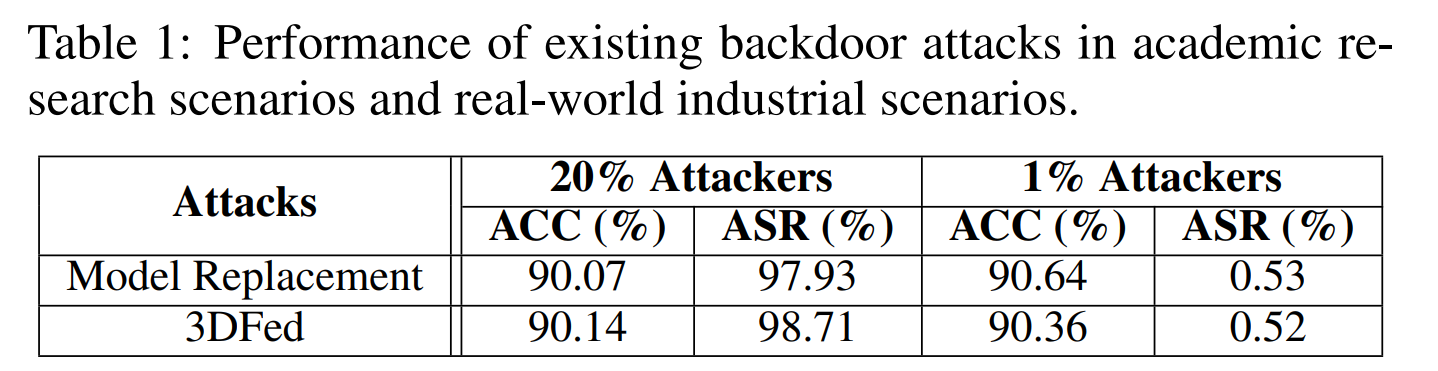 Table 1: Performance of existing backdoor attacks in academic re-
search scenarios and real-world industrial scenarios.
Attacks 20% Attackers 1% Attackers
ACC (%) ASR (%) ACC (%) ASR (%)
Model Replacement 90.07 97.93 90.64 0.53
3DFed 90.14 98.71 90.36 0.52